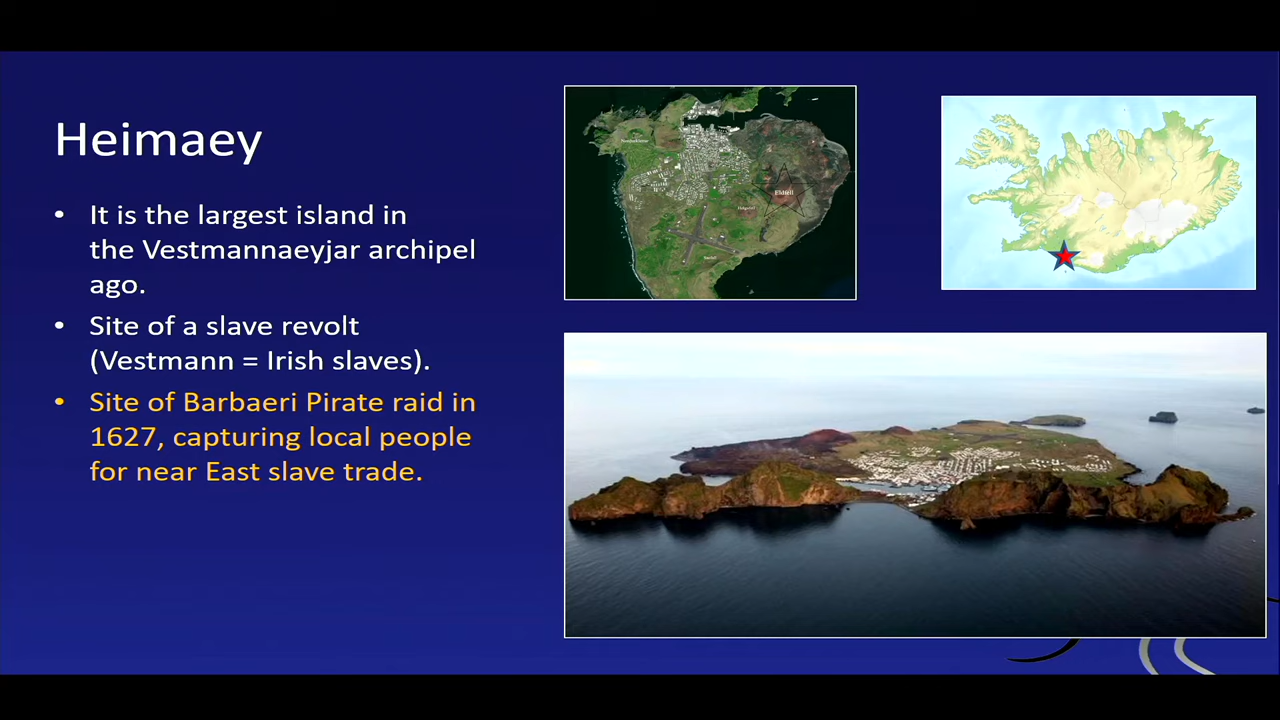 Heimaey
• It is the largest island in
the Vestmannaeyjar archipel
ago.
• Site of a slave revolt
(Vestmann = Irish slaves).
• Site of Barbaeri Pirate raid in
1627, capturing local people
for near East slave trade.
Eldfell